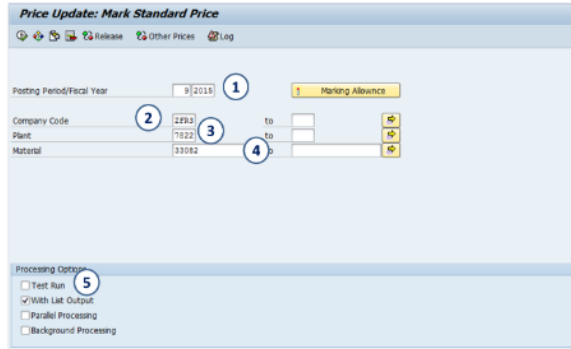 Price Update: Mark Standard Price
Release Other Prices Log
Posting Period/Fiscal Year 9 2015 1 Marking Allownce
Company Code 2 ZFR3 to
Plant 7822 3 to
Material 33082 4 o
Processing Options
Test Run 5
With List Output
Parallel Processing
Background Processing